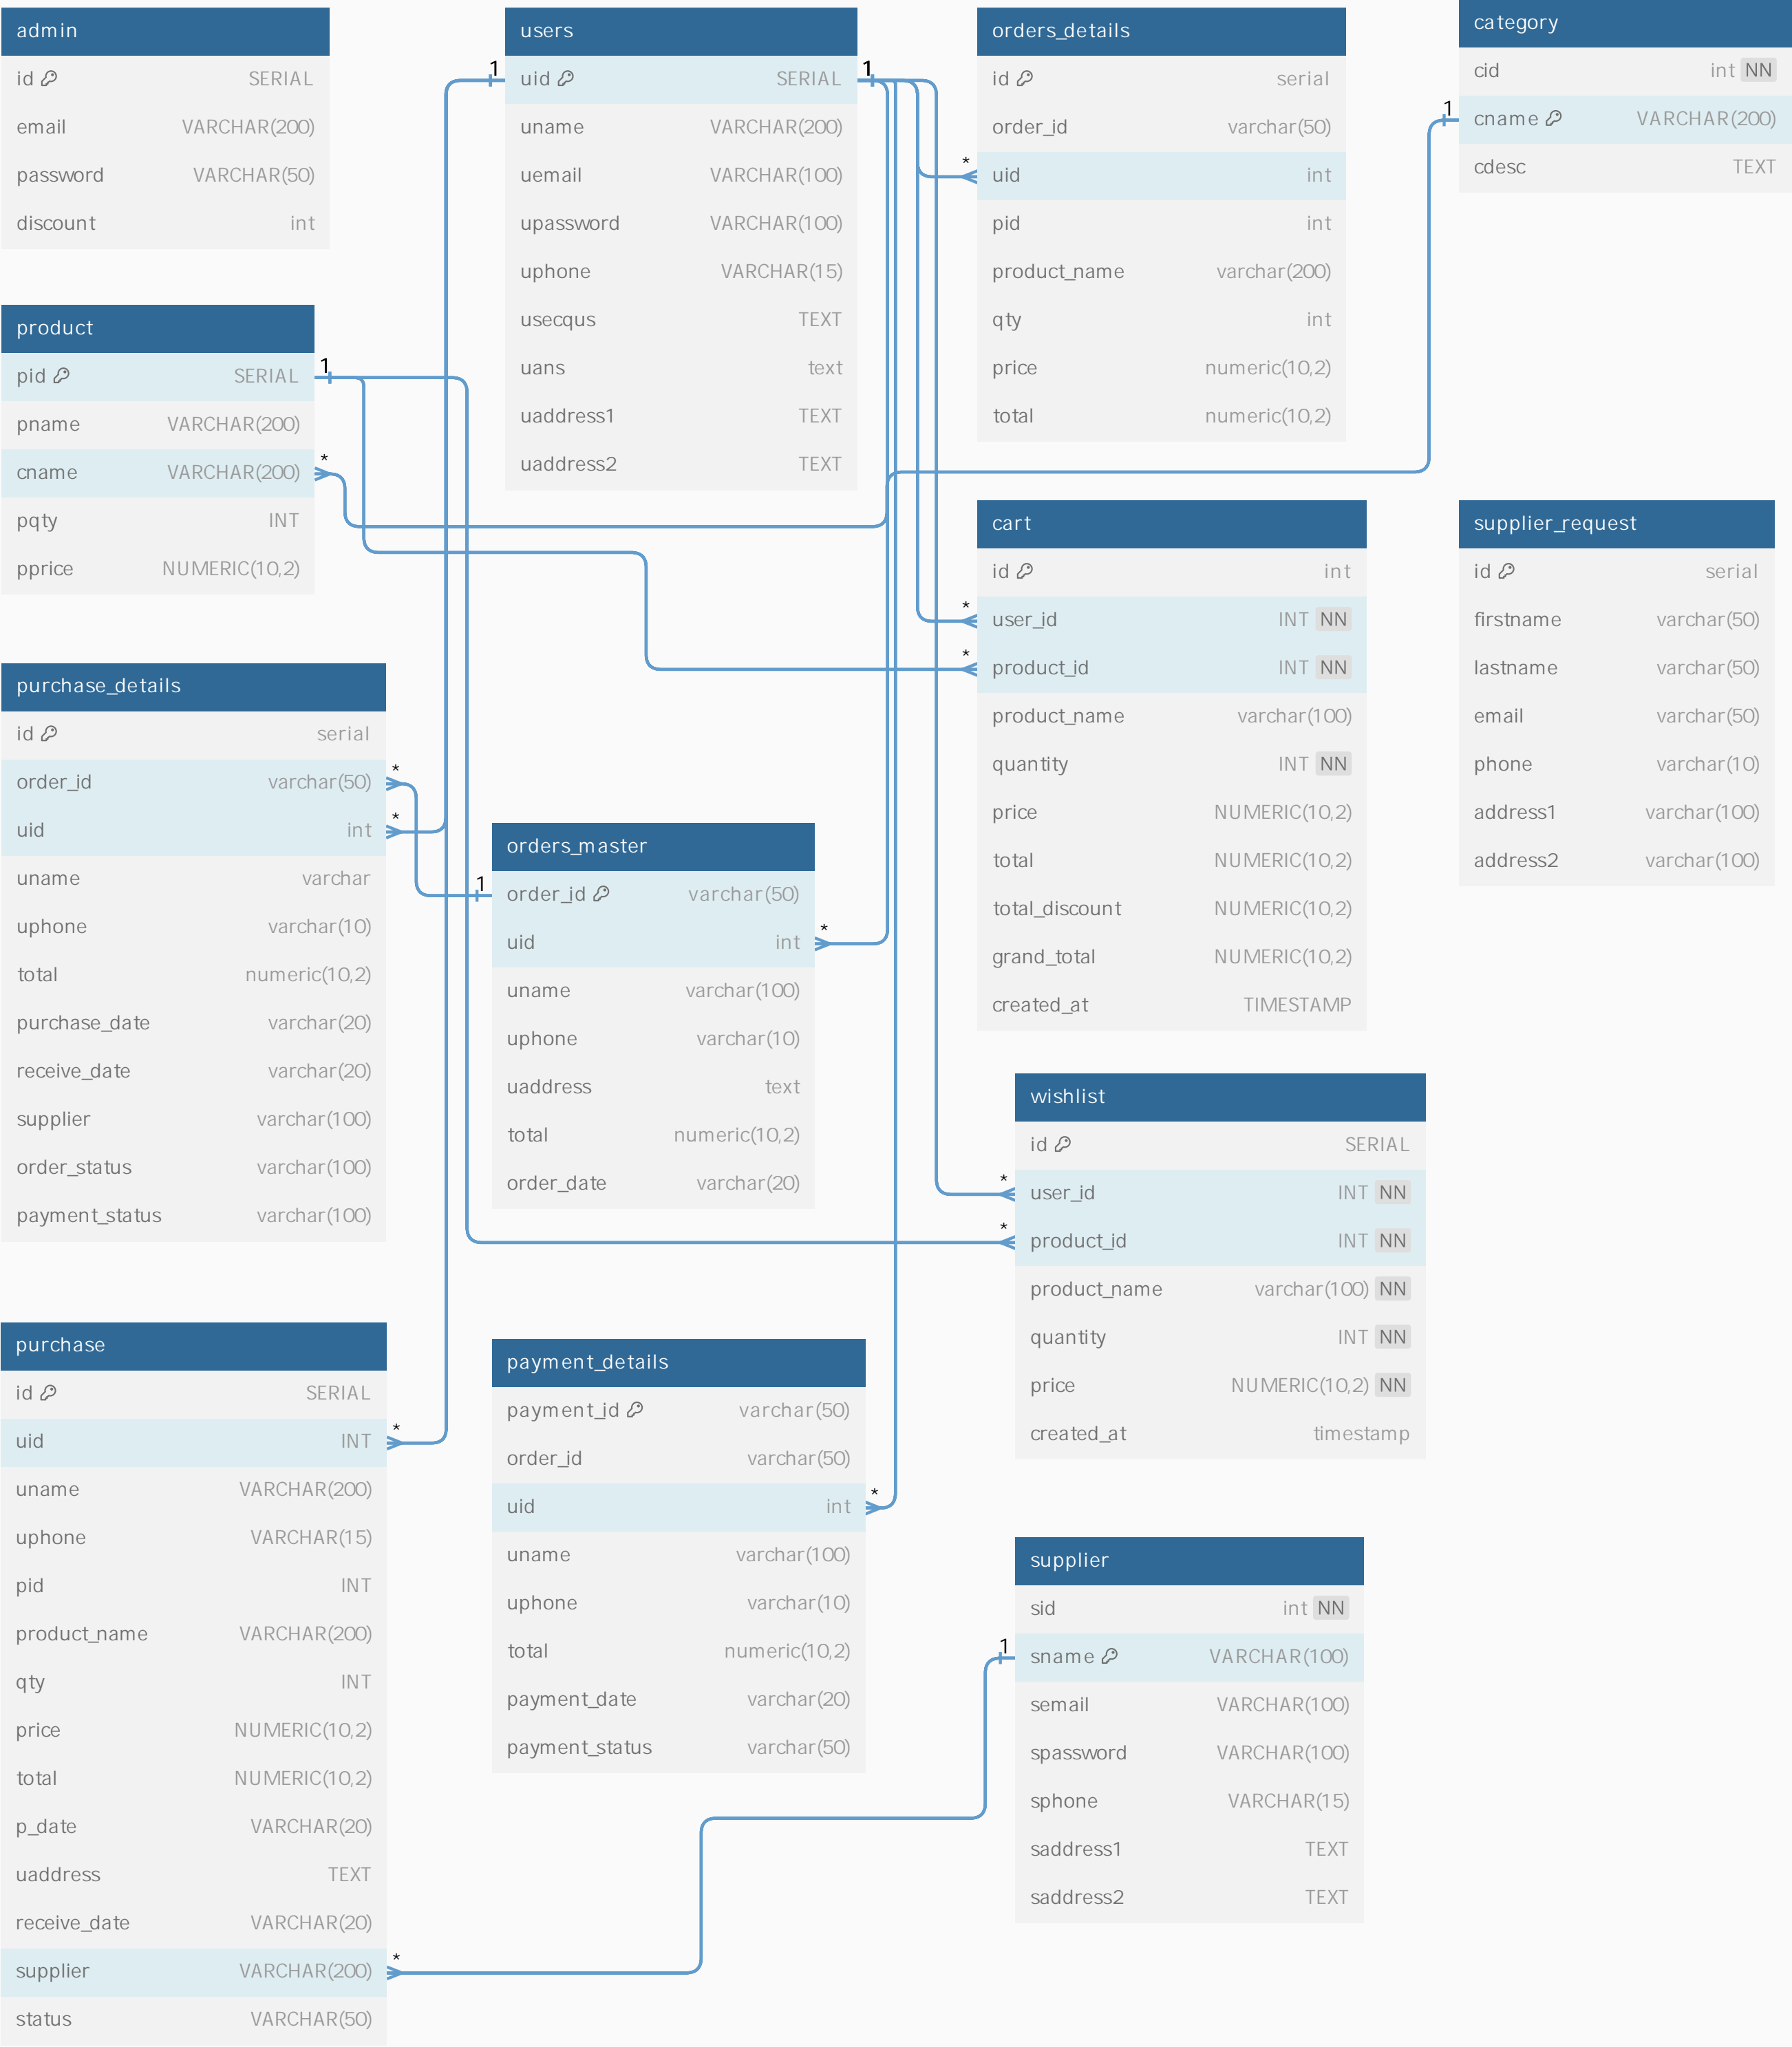 admin
id SERIAL
email VARCHAR(200)
password VARCHAR(50)
discount int
users
1 uid SERIAL 1
uname VARCHAR(200)
uemail VARCHAR(100)
upassword VARCHAR(100)
uphone VARCHAR(15)
usecqus TEXT
uans text
uaddress1 TEXT
uaddress2 TEXT
orders_details
id serial
order_id varchar(50)
* uid int
pid int
product_name varchar(200)
qty int
price numeric(10,2)
total numeric(10,2)
category
cid int NN
1 cname VARCHAR(200)
cdesc TEXT
product
pid SERIAL 1
pname VARCHAR(200)
cname VARCHAR(200) *
pqty INT
pprice NUMERIC(10,2)
cart
id int
* user_id INT NN
* product_id INT NN
product_name varchar(100)
quantity INT NN
price NUMERIC(10,2)
total NUMERIC(10,2)
total_discount NUMERIC(10,2)
grand_total NUMERIC(10,2)
created_at TIMESTAMP
supplier_request
id serial
firstname varchar(50)
lastname varchar(50)
email varchar(50)
phone varchar(10)
address1 varchar(100)
address2 varchar(100)
purchase_details
id serial
order_id varchar(50) *
uid int *
uname varchar
uphone varchar(10)
total numeric(10,2)
purchase_date varchar(20)
receive_date varchar(20)
supplier varchar(100)
order_status varchar(100)
payment_status varchar(100)
orders_master
1 order_id varchar(50)
uid int *
uname varchar(100)
uphone varchar(10)
uaddress text
total numeric(10,2)
order_date varchar(20)
wishlist
id SERIAL
* user_id INT NN
* product_id INT NN
product_name varchar(100) NN
quantity INT NN
price NUMERIC(10,2) NN
created_at timestamp
purchase
id SERIAL
uid INT *
uname VARCHAR(200)
uphone VARCHAR(15)
pid INT
product_name VARCHAR(200)
qty INT
price NUMERIC(10,2)
total NUMERIC(10,2)
p_date VARCHAR(20)
uaddress TEXT
receive_date VARCHAR(20)
supplier VARCHAR(200) *
status VARCHAR(50)
payment_details
payment_id varchar(50)
order_id varchar(50)
uid int *
uname varchar(100)
uphone varchar(10)
total numeric(10,2)
payment_date varchar(20)
payment_status varchar(50)
supplier
sid int NN
1 sname VARCHAR(100)
semail VARCHAR(100)
spassword VARCHAR(100)
sphone VARCHAR(15)
saddress1 TEXT
saddress2 TEXT